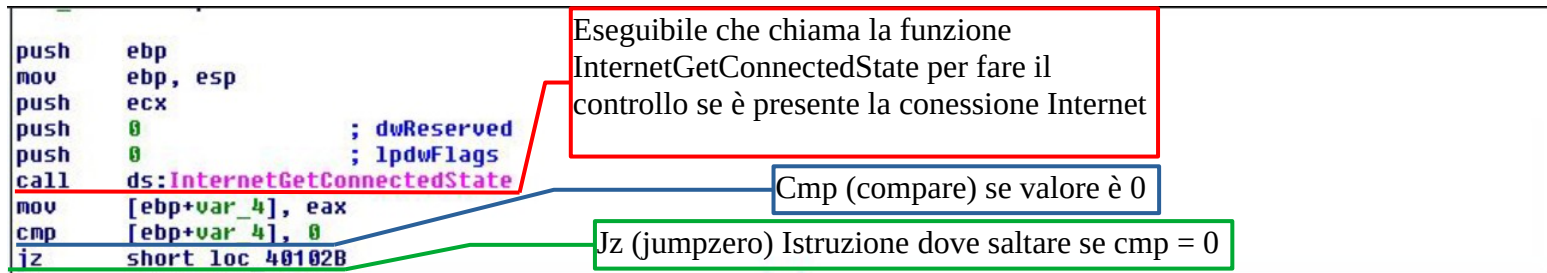 push ebp
mov ebp, esp
push ecx
push 0 ; dwReserved
push 0 ; lpdwFlags
call ds:InternetGetConnectedState
mov [ebp+var_4], eax
cmp [ebp+var_4], 0
jz short loc_40102B
Eseguibile che chiama la funzione
InternetGetConnectedState per fare il
controllo se è presente la conessione Internet
Cmp (compare) se valore è 0
Jz (jumpzero) Istruzione dove saltare se cmp = 0